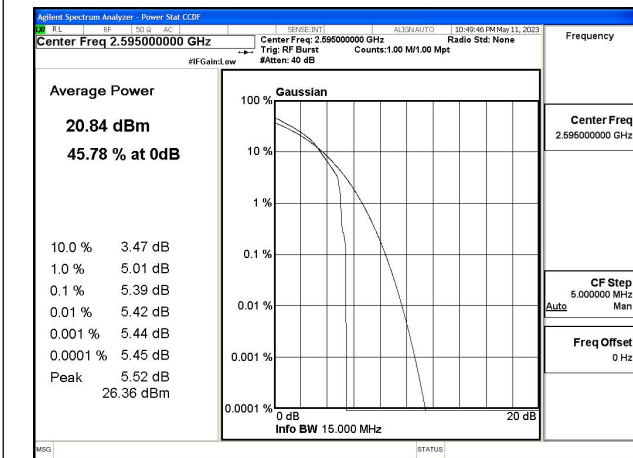 Agilent Spectrum Analyzer - Power Stat CCDF
RL RF 50 Ω AC SENSE:INT ALIGN AUTO 10:49:46 PM May 11, 2023
Center Freq 2.595000000 GHz
Center Freq: 2.595000000 GHz Radio Std: None
Trig: RF Burst Counts:1.00 M/1.00 Mpt
#IFGain:Low #Atten: 40 dB
Frequency
Average Power
20.84 dBm
45.78 % at 0dB
10.0 % 3.47 dB
1.0 % 5.01 dB
0.1 % 5.39 dB
0.01 % 5.42 dB
0.001 % 5.44 dB
0.0001 % 5.45 dB
Peak 5.52 dB
26.36 dBm
Gaussian
100 %
10 %
1 %
0.1 %
0.01 %
0.001 %
0.0001 %
0 dB 20 dB
Info BW 15.000 MHz
Center Freq
2.595000000 GHz
CF Step
5.000000 MHz
Auto Man
Freq Offset
0 Hz
MSG STATUS